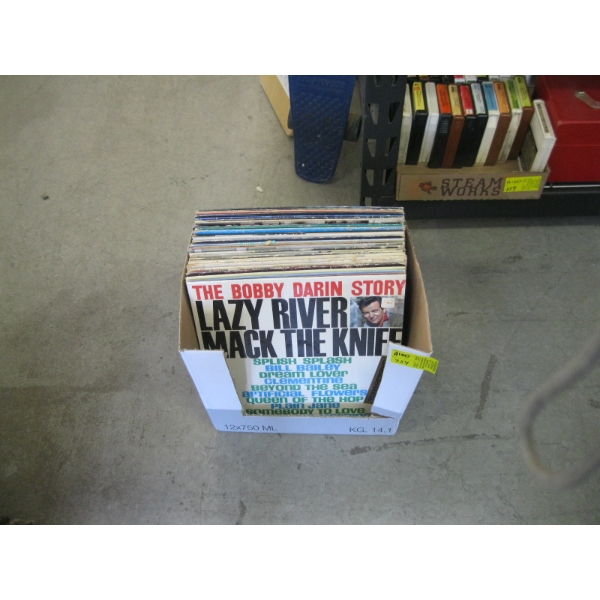 STEAM
WORKS
THE BOBBY DARIN STORY
LAZY RIVER
MACK THE KNIFE
SPLISH SPLASH
BILL BAILEY
DREAM LOVER
CLEMENTINE
BEYOND THE SEA
ARTIFICIAL FLOWERS
QUEEN OF THE HOP
PLAIN JANE
SOMEBODY TO LOVE
12x750 ML
KG. 14.1